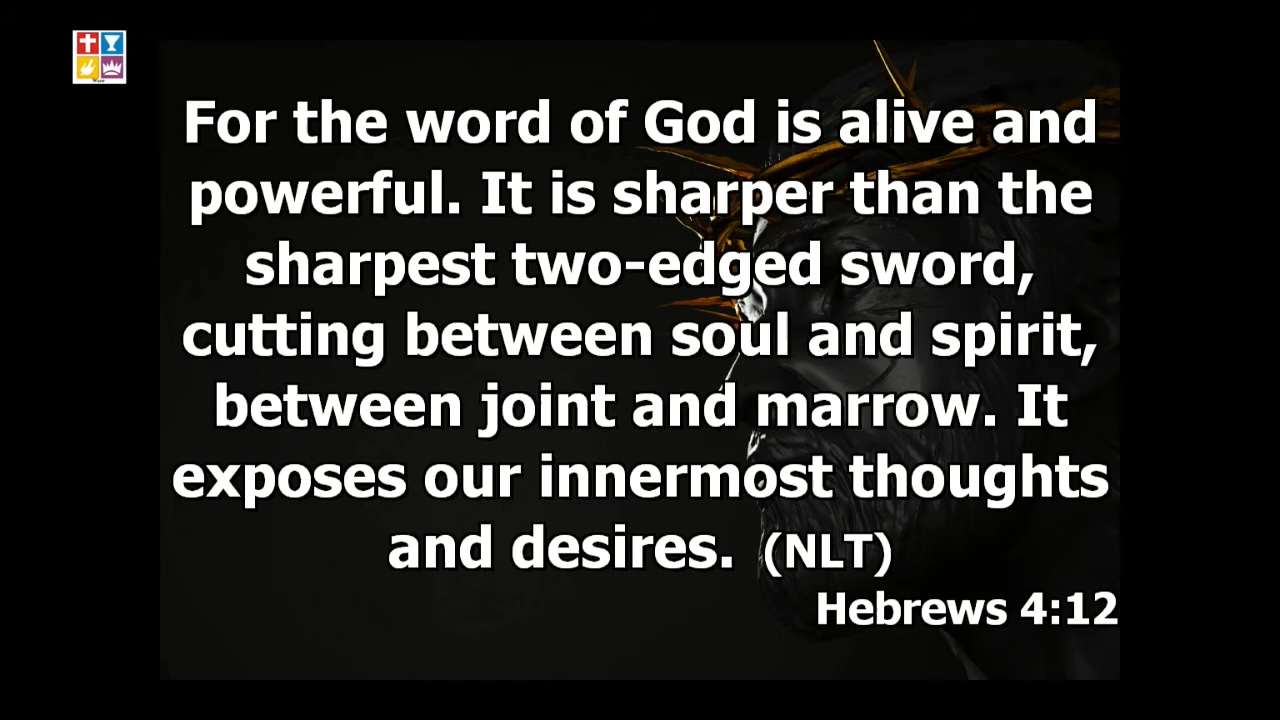 For the word of God is alive and
powerful. It is sharper than the
sharpest two-edged sword,
cutting between soul and spirit,
between joint and marrow. It
exposes our innermost thoughts
and desires. (NLT)
Hebrews 4:12